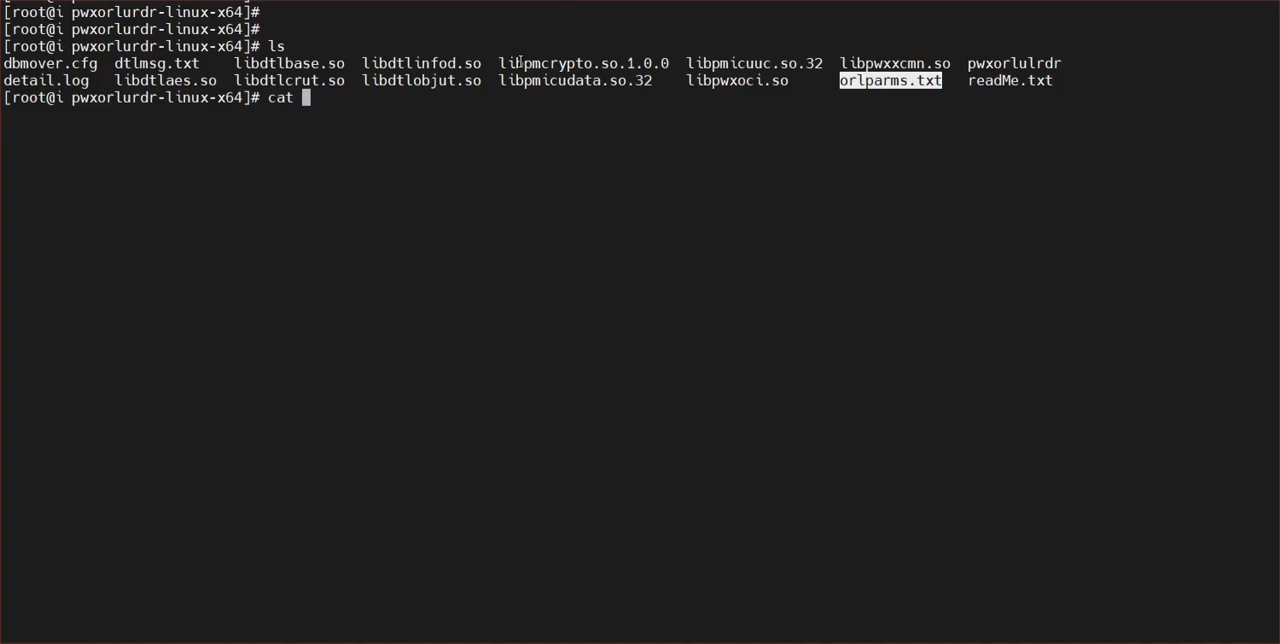 [root@i pwxorlurdr-linux-x64]#
[root@i pwxorlurdr-linux-x64]#
[root@i pwxorlurdr-linux-x64]# ls
dbmover.cfg  dtlmsg.txt    libdtlbase.so  libdtlinfod.so  libpmcrypto.so.1.0.0  libpmicuuc.so.32  libpwxxcmn.so  pwxorlulrdr
detail.log   libdtlaes.so  libdtlcrut.so  libdtlobjut.so  libpmicudata.so.32    libpwxoci.so      orlparms.txt   readMe.txt
[root@i pwxorlurdr-linux-x64]# cat